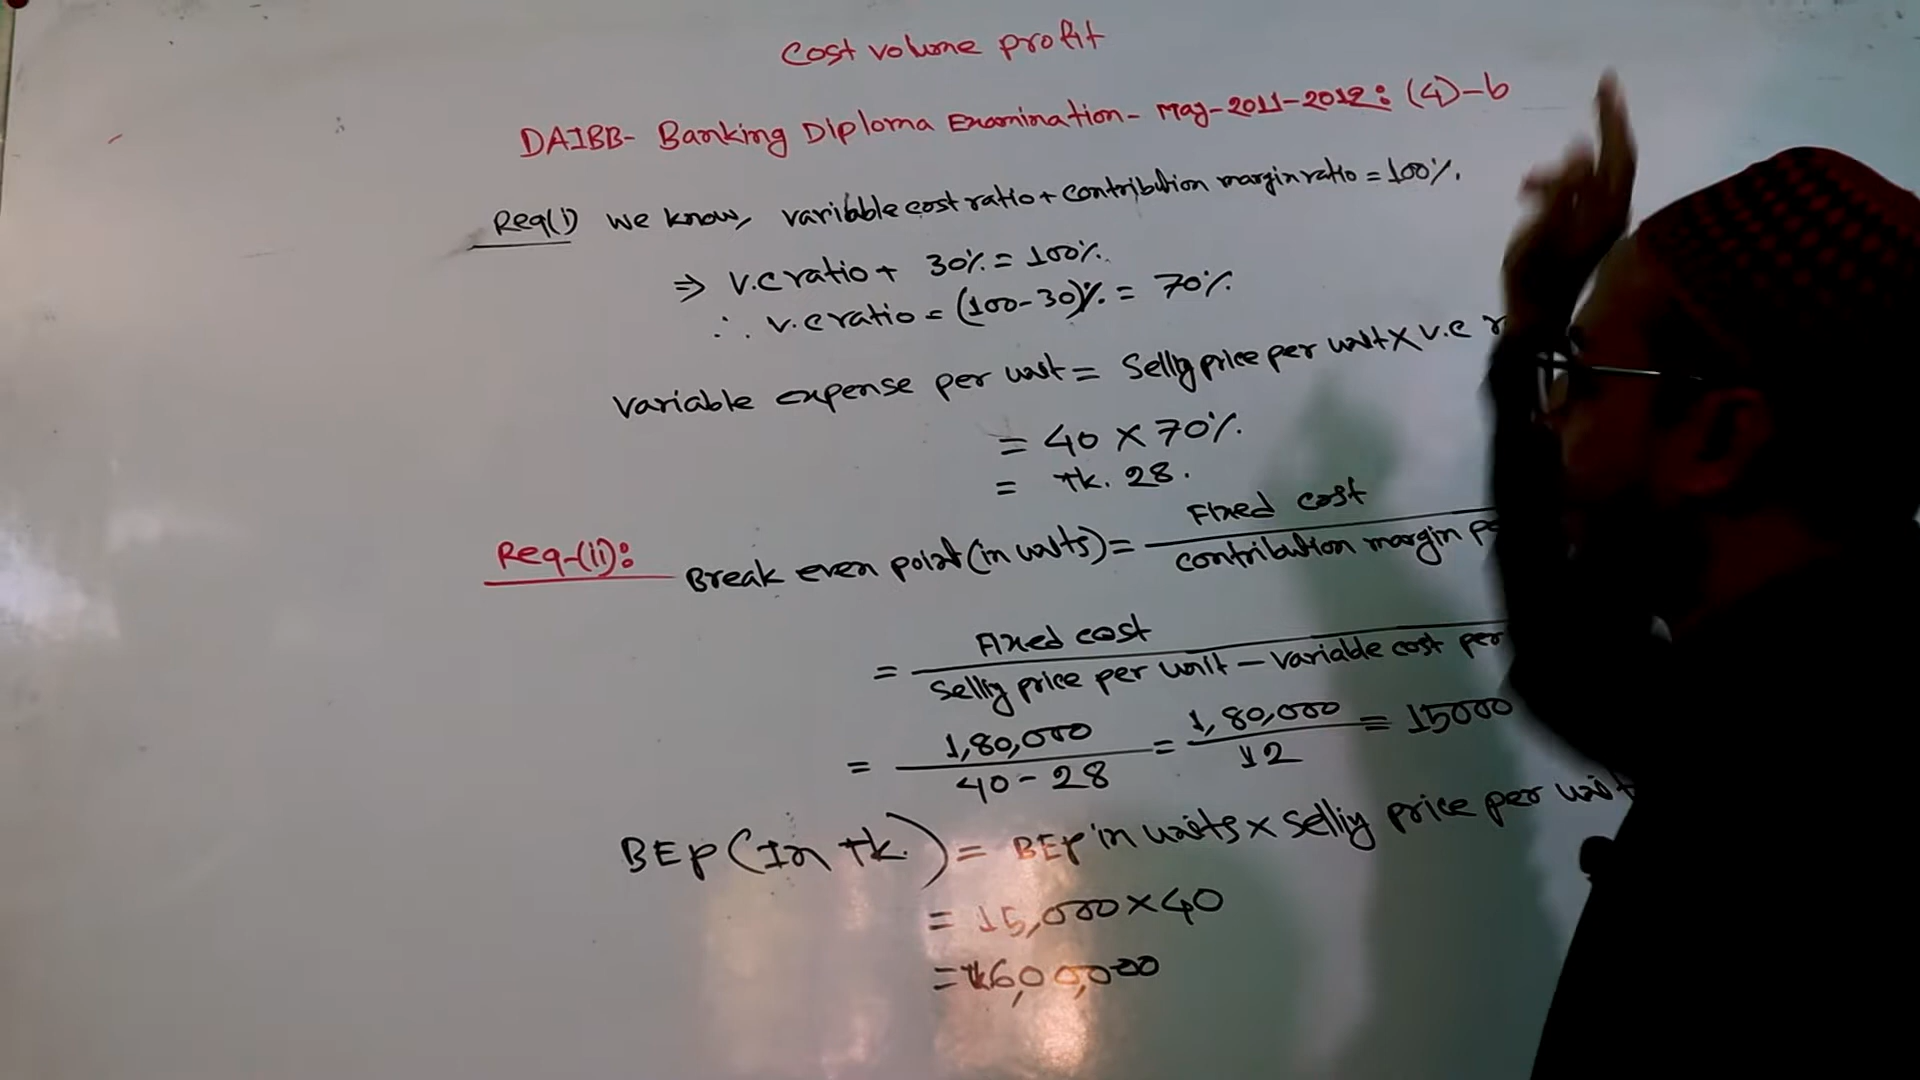 Cost volume profit
DAIBB- Banking Diploma Examination- May-2011-2012: (4)-b
Req(i) we know, variable cost ratio + contribution margin ratio = 100%.
⇒ V.C ratio + 30% = 100%.
∴ V.C ratio = (100-30)% = 70%
Variable expense per unit = Selling price per unit X V.C
= 40 X 70%.
= Tk. 28.
Req-(ii): Break even point (in units) = Fixed cost / contribution margin
= Fixed cost / Selling price per unit - variable cost per
= 1,80,000 / 40-28 = 1,80,000 / 12 = 15000
BEP (In Tk.) = BEP in units x Selling price per unit
= 15,000 x 40
= Tk 6,00,000